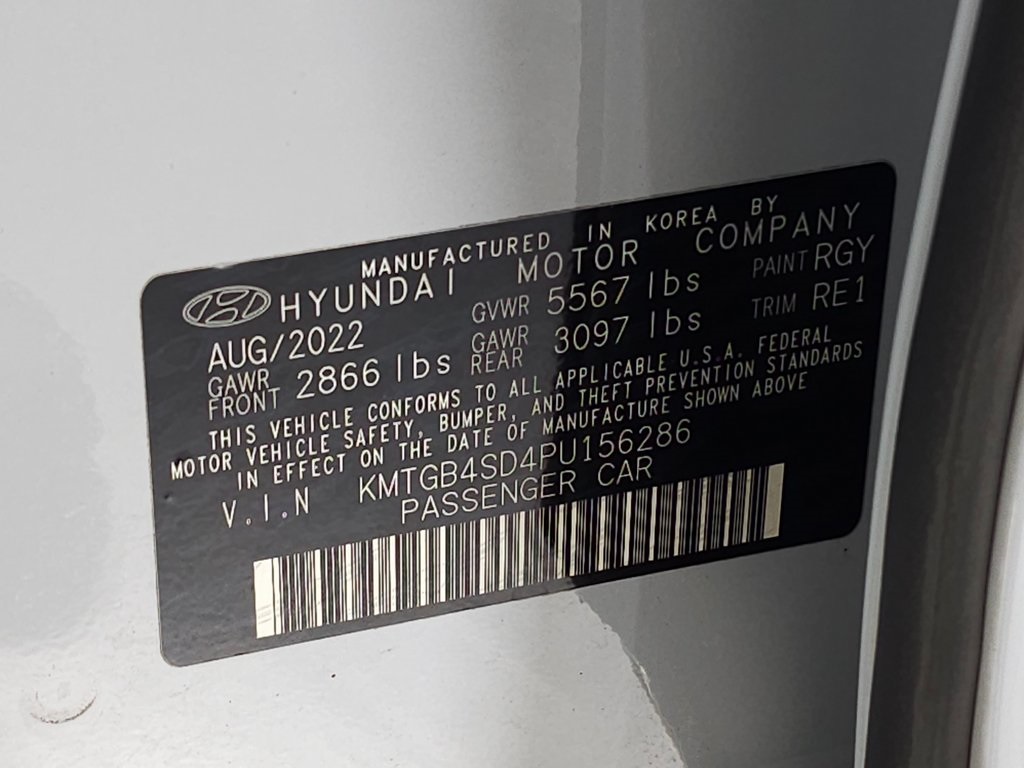 MANUFACTURED IN KOREA BY
HYUNDAI MOTOR COMPANY
AUG/2022 GVWR 5567 lbs PAINT RGY
GAWR FRONT 2866 lbs GAWR REAR 3097 lbs TRIM RE1
THIS VEHICLE CONFORMS TO ALL APPLICABLE U.S.A. FEDERAL
MOTOR VEHICLE SAFETY, BUMPER, AND THEFT PREVENTION STANDARDS
IN EFFECT ON THE DATE OF MANUFACTURE SHOWN ABOVE
V.I.N KMTGB4SD4PU156286
PASSENGER CAR